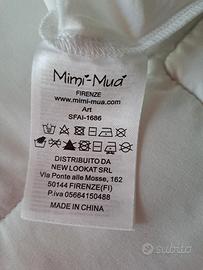 Mimi-Mua
FIRENZE
www.mimi-mua.com
Art
SFAI-1686
DISTRIBUITO DA
NEW LOOKAT SRL
Via Ponte alle Mosse, 162
50144 FIRENZE(FI)
P.iva 05664150488
MADE IN CHINA
subito